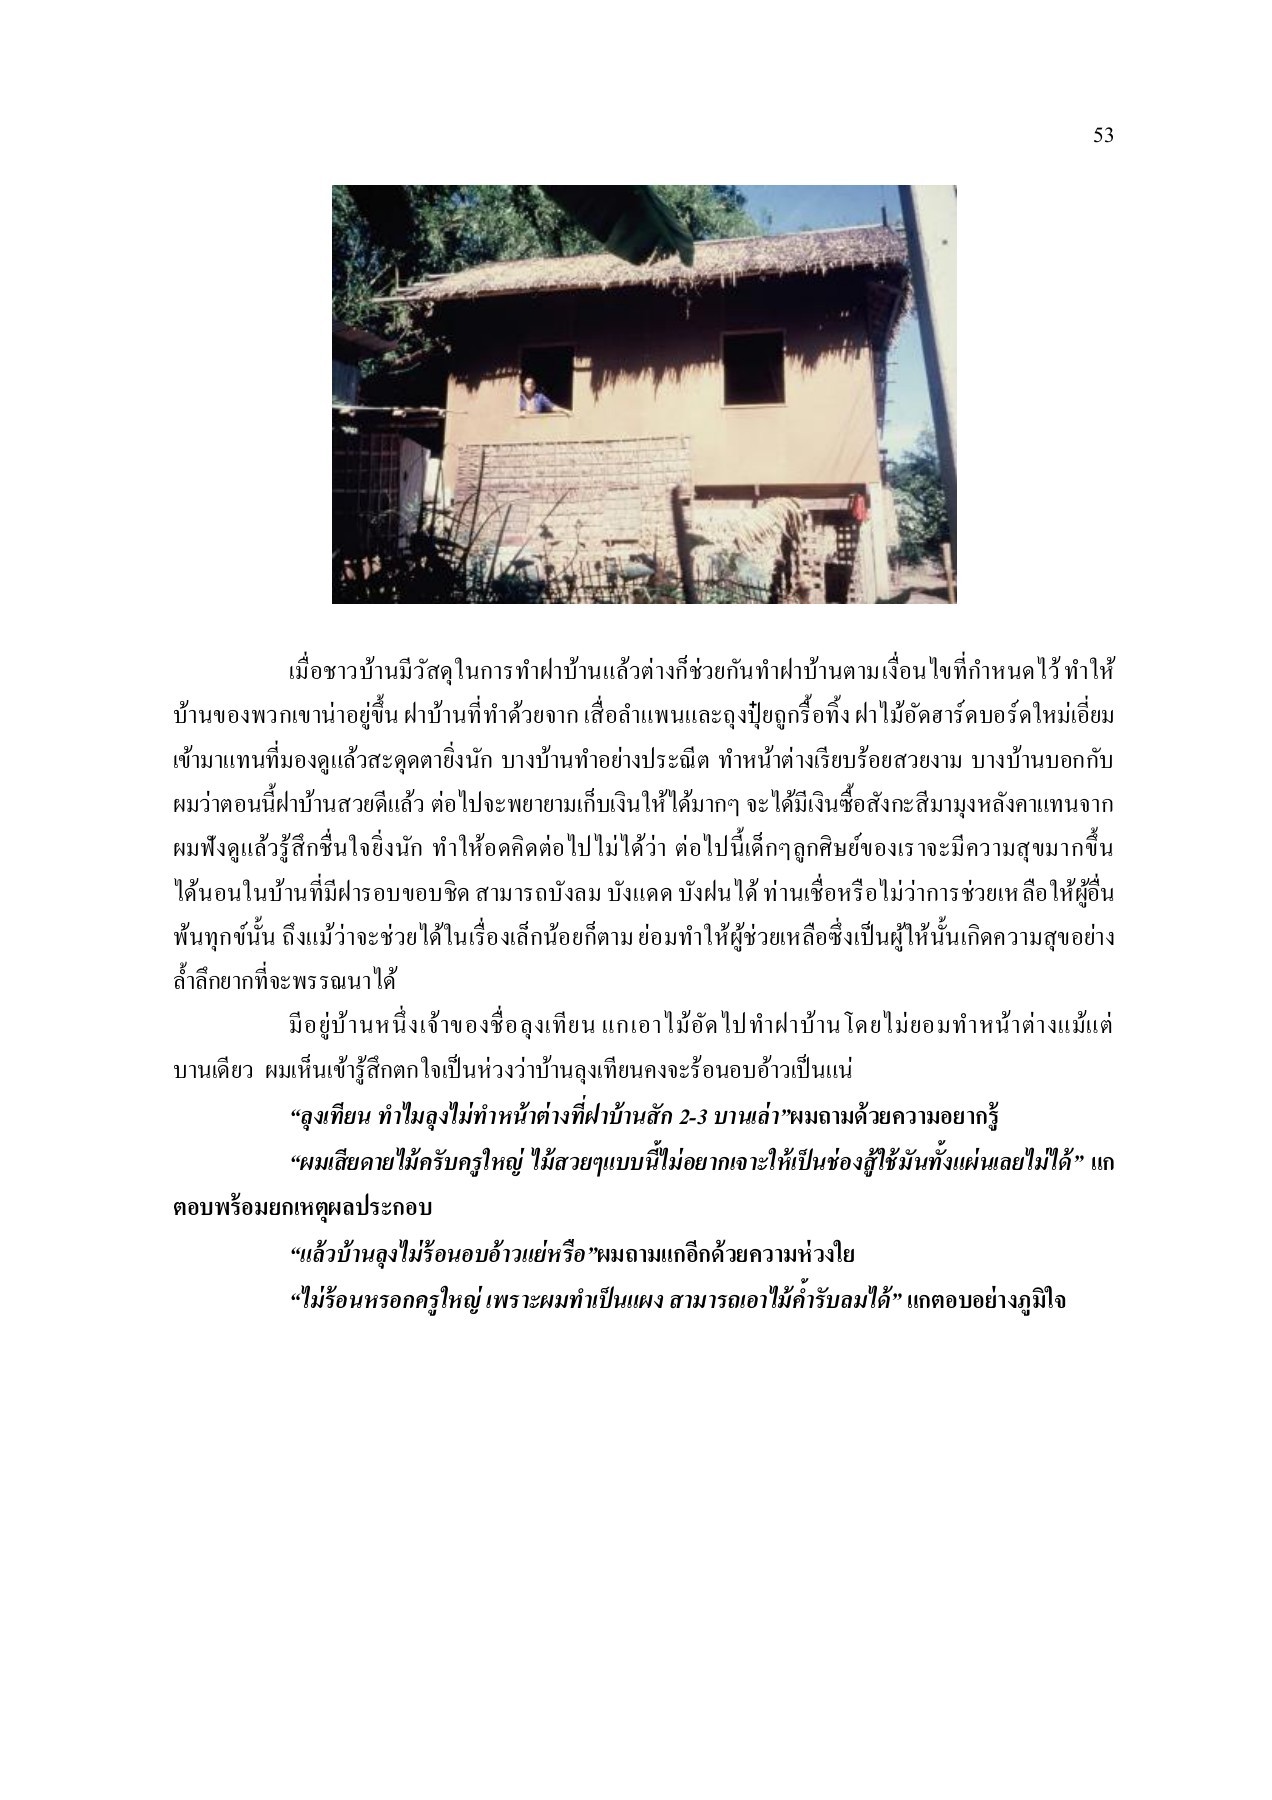 53
เมื่อชาวบ้านมีวัสดุในการทำฝาบ้านแล้วต่างก็ช่วยกันทำฝาบ้านตามเงื่อนไขที่กำหนดไว้ ทำให้
บ้านของพวกเขาน่าอยู่ขึ้น ฝาบ้านที่ทำด้วยจาก เสื่อลำแพนและถุงปุ๋ยถูกรื้อทิ้ง ฝาไม้อัดฮาร์ดบอร์ดใหม่เอี่ยม
เข้ามาแทนที่มองดูแล้วสะดุดตายิ่งนัก บางบ้านทำอย่างประณีต ทำหน้าต่างเรียบร้อยสวยงาม บางบ้านบอกกับ
ผมว่าตอนนี้ฝาบ้านสวยดีแล้ว ต่อไปจะพยายามเก็บเงินให้ได้มากๆ จะได้มีเงินซื้อสังกะสีมามุงหลังคาแทนจาก
ผมฟังดูแล้วรู้สึกชื่นใจยิ่งนัก ทำให้อดคิดต่อไปไม่ได้ว่า ต่อไปนี้เด็กๆลูกศิษย์ของเราจะมีความสุขมากขึ้น
ได้นอนในบ้านที่มีฝารอบขอบชิด สามารถบังลม บังแดด บังฝนได้ ท่านเชื่อหรือไม่ว่าการช่วยเหลือให้ผู้อื่น
พ้นทุกข์นั้น ถึงแม้ว่าจะช่วยได้ในเรื่องเล็กน้อยก็ตาม ย่อมทำให้ผู้ช่วยเหลือซึ่งเป็นผู้ให้นั้นเกิดความสุขอย่าง
ล้ำลึกยากที่จะพรรณนาได้
มีอยู่บ้านหนึ่งเจ้าของชื่อลุงเทียน แกเอาไม้อัดไปทำฝาบ้านโดยไม่ยอมทำหน้าต่างแม้แต่
บานเดียว ผมเห็นเข้ารู้สึกตกใจเป็นห่วงว่าบ้านลุงเทียนคงจะร้อนอบอ้าวเป็นแน่
“ลุงเทียน ทำไมลุงไม่ทำหน้าต่างที่ฝาบ้านสัก 2-3 บานเล่า”ผมถามด้วยความอยากรู้
“ผมเสียดายไม้ครับครูใหญ่ ไม้สวยๆแบบนี้ไม่อยากเจาะให้เป็นช่องสู้ใช้มันทั้งแผ่นเลยไม่ได้” แก
ตอบพร้อมยกเหตุผลประกอบ
“แล้วบ้านลุงไม่ร้อนอบอ้าวแย่หรือ”ผมถามแกอีกด้วยความห่วงใย
“ไม่ร้อนหรอกครูใหญ่ เพราะผมทำเป็นแผง สามารถเอาไม้ค้ำรับลมได้” แกตอบอย่างภูมิใจ